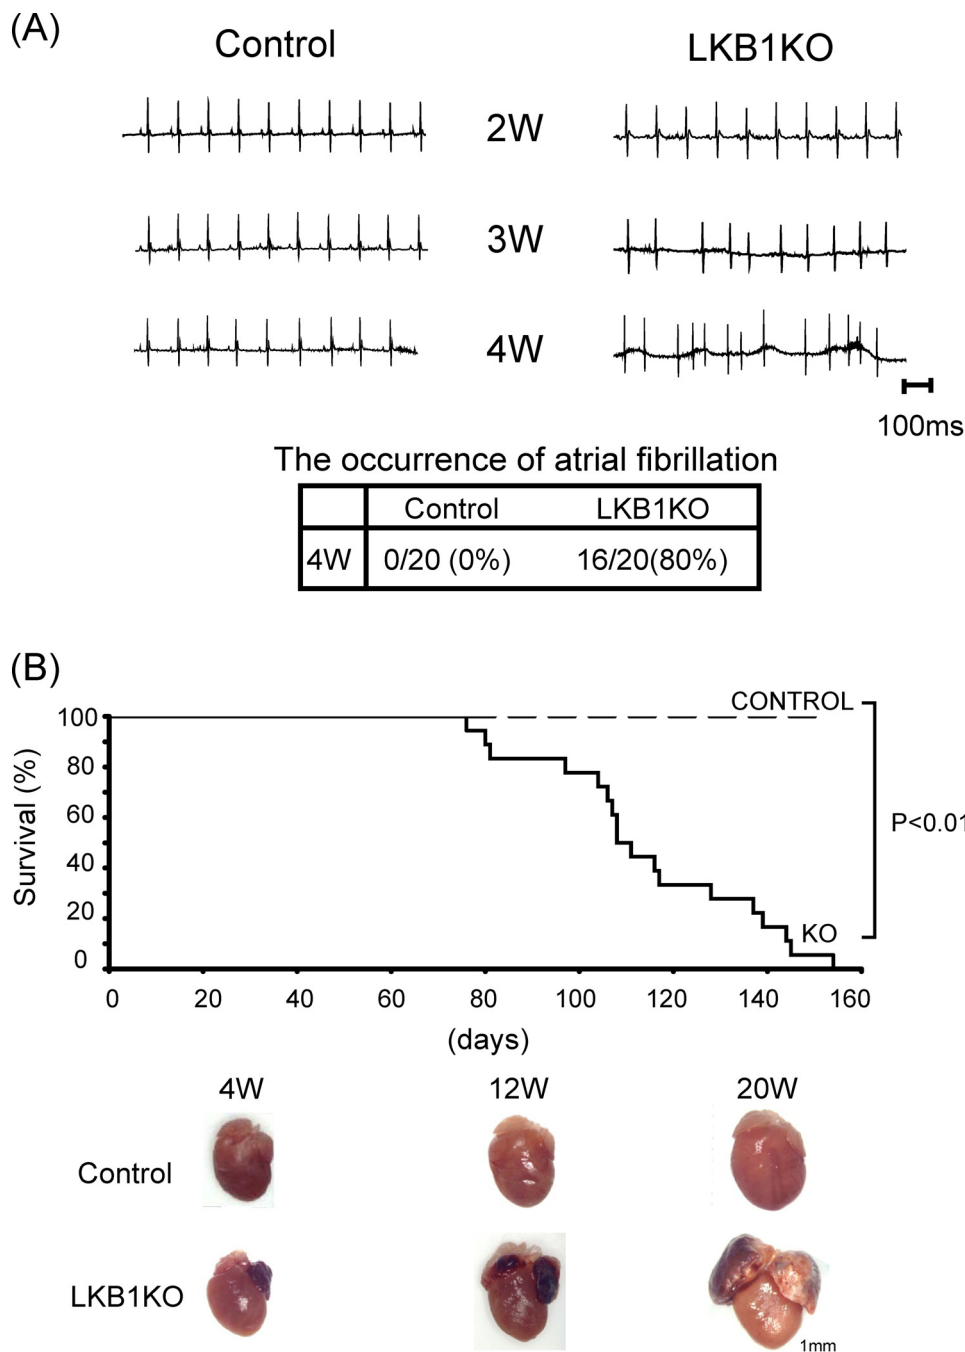 (A)
Control LKB1KO
2W
3W
4W
100ms
The occurrence of atrial fibrillation
Control LKB1KO
4W 0/20 (0%) 16/20(80%)
(B)
CONTROL
100
80
60
40
20
0
Survival (%)
P<0.01
KO
0 20 40 60 80 100 120 140 160
(days)
4W 12W 20W
Control
LKB1KO
1mm